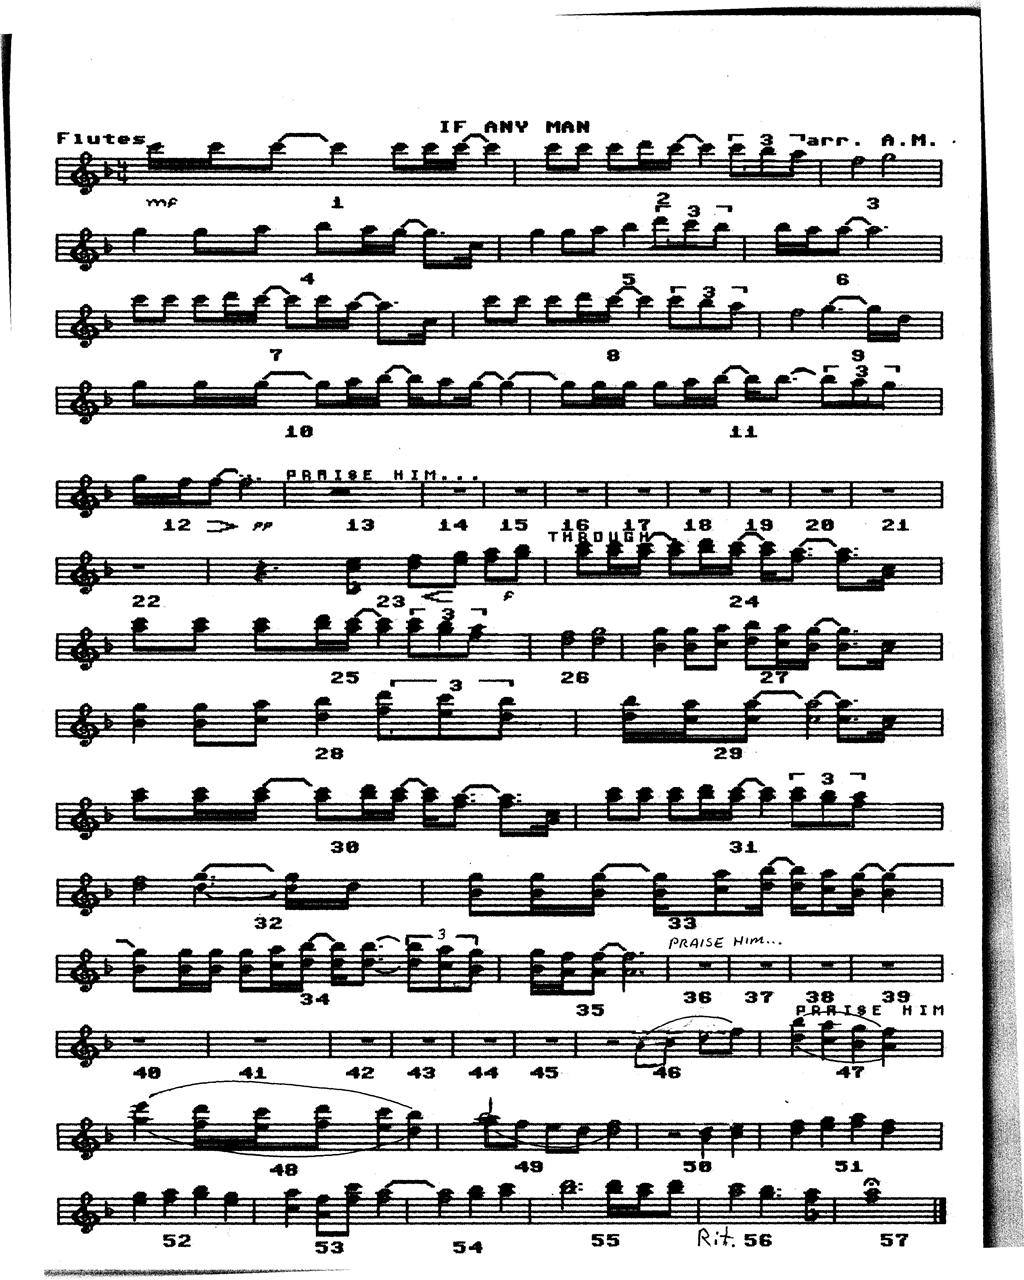 IF ANY MAN
Flutes 3 arr. A.M.
mf 1 2 3
3
4 5 6
3
7 8 9
3
10 11
PRAISE HIM...
12 pp 13 14 15 16 17 18 19 20 21
THROUGH
22 23 f 24
3
25 26 27
3
28 29
3
30 31
32 33
3 PRAISE HIM...
34 35 36 37 38 39
PRAISE HIM
40 41 42 43 44 45 46 47
48 49 50 51
52 53 54 55 Rit. 56 57